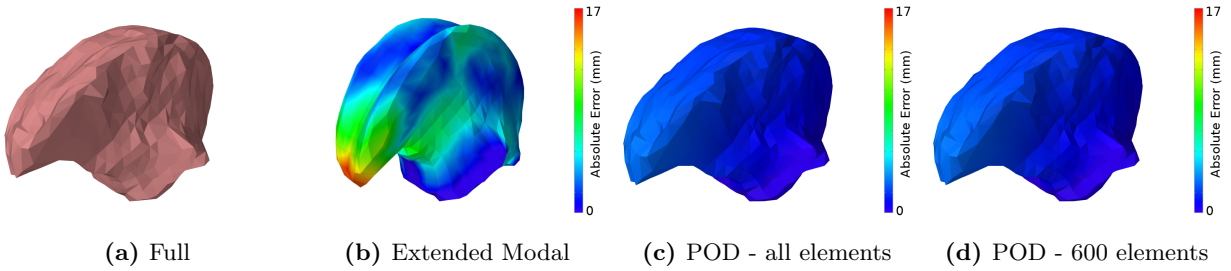 17
Absolute Error (mm)
0
17
Absolute Error (mm)
0
17
Absolute Error (mm)
0
(a) Full
(b) Extended Modal
(c) POD - all elements
(d) POD - 600 elements